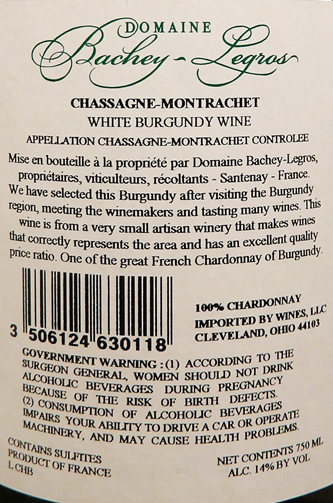 DOMAINE
Bachey-Legros
CHASSAGNE-MONTRACHET
WHITE BURGUNDY WINE
APPELLATION CHASSAGNE-MONTRACHET CONTROLEE
Mise en bouteille à la propriété par Domaine Bachey-Legros,
propriétaires, viticulteurs, récoltants - Santenay - France.
We have selected this Burgundy after visiting the Burgundy
region, meeting the winemakers and tasting many wines. This
wine is from a very small artisan winery that makes wines
that correctly represents the area and has an excellent quality
price ratio. One of the great French Chardonnay of Burgundy.
100% CHARDONNAY
IMPORTED BY WINES, LLC
CLEVELAND, OHIO 44103
3 506124 630118
GOVERNMENT WARNING : (1) ACCORDING TO THE
SURGEON GENERAL, WOMEN SHOULD NOT DRINK
ALCOHOLIC BEVERAGES DURING PREGNANCY
BECAUSE OF THE RISK OF BIRTH DEFECTS.
(2) CONSUMPTION OF ALCOHOLIC BEVERAGES
IMPAIRS YOUR ABILITY TO DRIVE A CAR OR OPERATE
MACHINERY, AND MAY CAUSE HEALTH PROBLEMS.
CONTAINS SULFITES
PRODUCT OF FRANCE
L CHB
NET CONTENTS 750 ML
ALC. 14% BY VOL